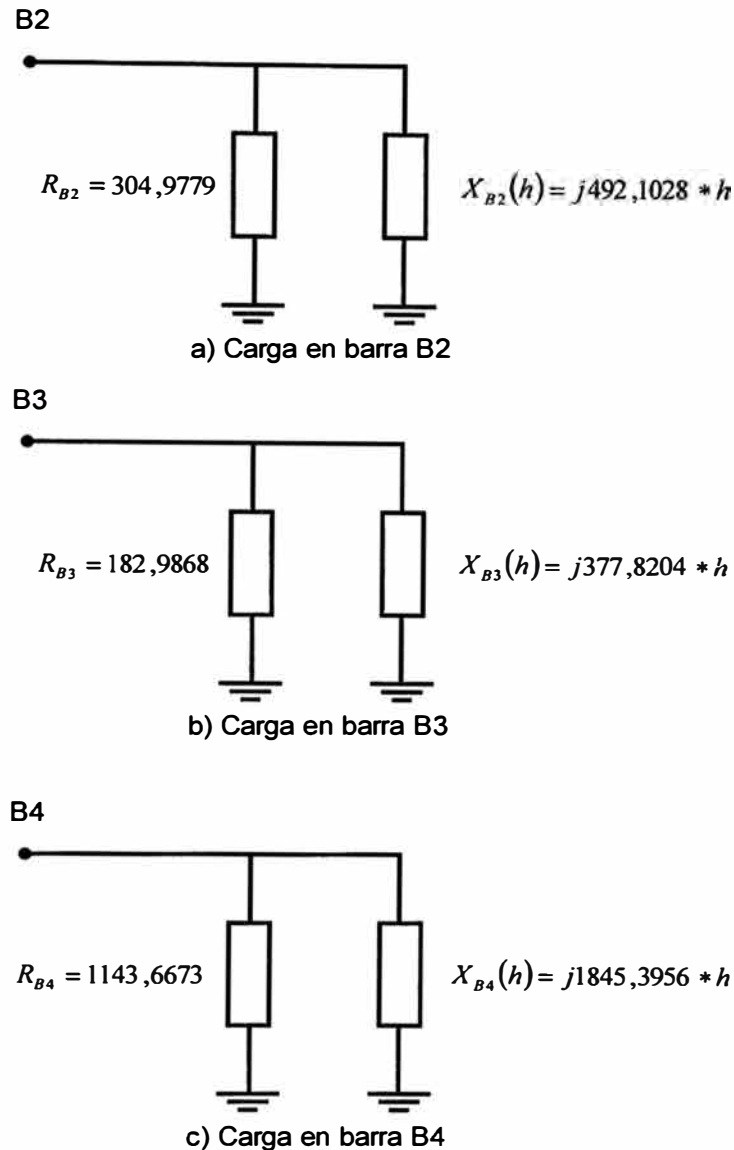 B2
R_{B2} = 304,9779
X_{B2}(h) = j492,1028 * h
a) Carga en barra B2
B3
R_{B3} = 182,9868
X_{B3}(h) = j377,8204 * h
b) Carga en barra B3
B4
R_{B4} = 1143,6673
X_{B4}(h) = j1845,3956 * h
c) Carga en barra B4